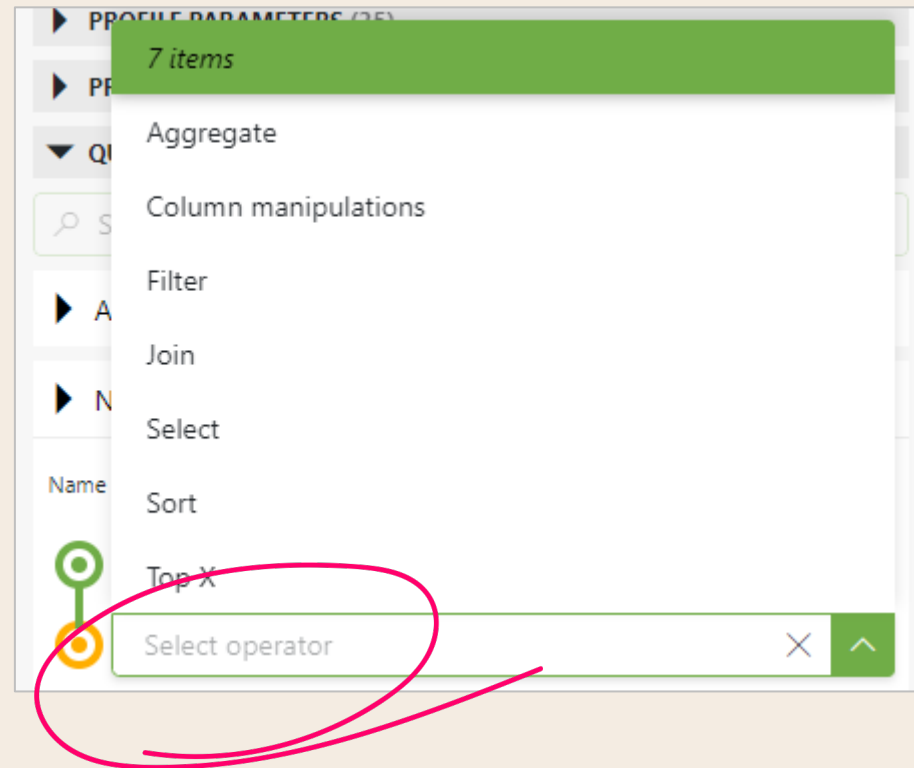 7 items
Aggregate
Column manipulations
Filter
Join
Select
Name
Sort
Top X
Select operator